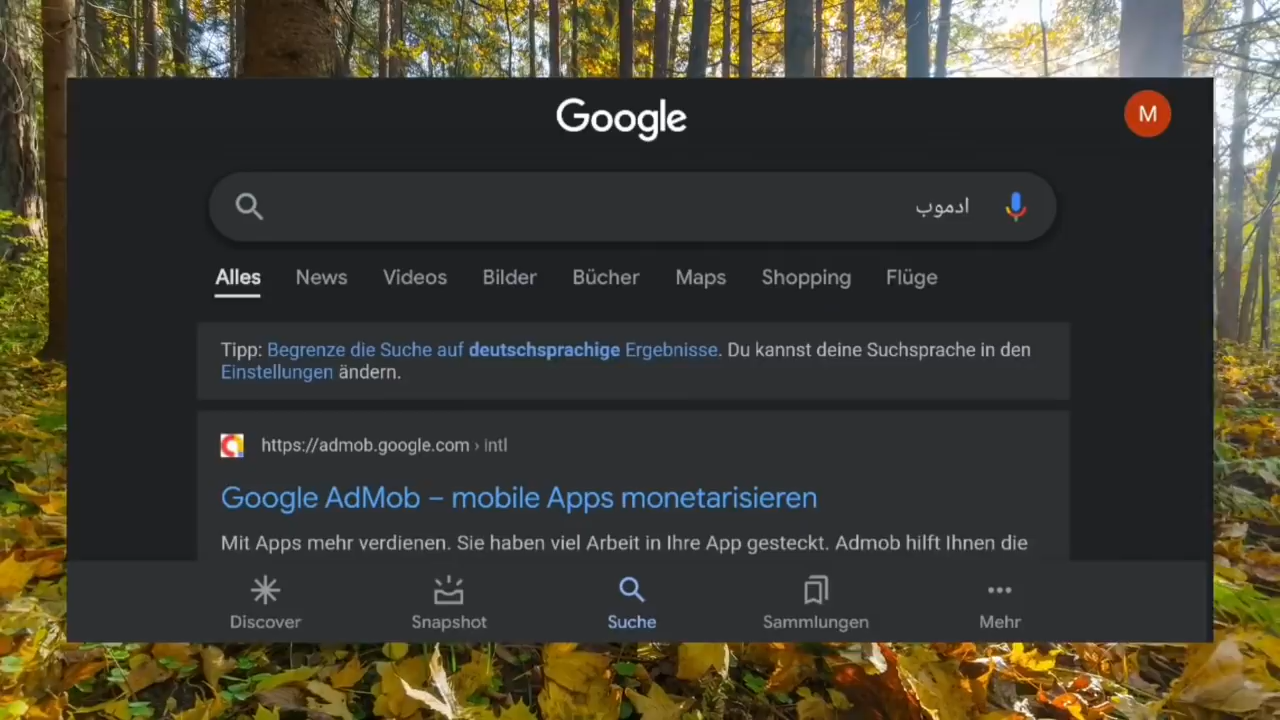 Google
M
ادموب
Alles News Videos Bilder Bücher Maps Shopping Flüge
Tipp: Begrenze die Suche auf deutschsprachige Ergebnisse. Du kannst deine Suchsprache in den
Einstellungen ändern.
https://admob.google.com › intl
Google AdMob – mobile Apps monetarisieren
Mit Apps mehr verdienen. Sie haben viel Arbeit in Ihre App gesteckt. Admob hilft Ihnen die
Discover Snapshot Suche Sammlungen Mehr